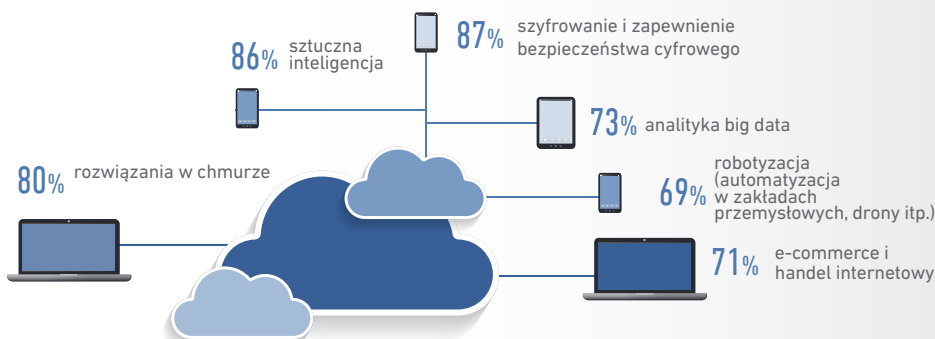 87% szyfrowanie i zapewnienie
bezpieczeństwa cyfrowego
86% sztuczna
inteligencja
73% analityka big data
80% rozwiązania w chmurze
69% robotyzacja
(automatyzacja
w zakładach
przemysłowych, drony itp.)
71% e-commerce i
handel internetowy